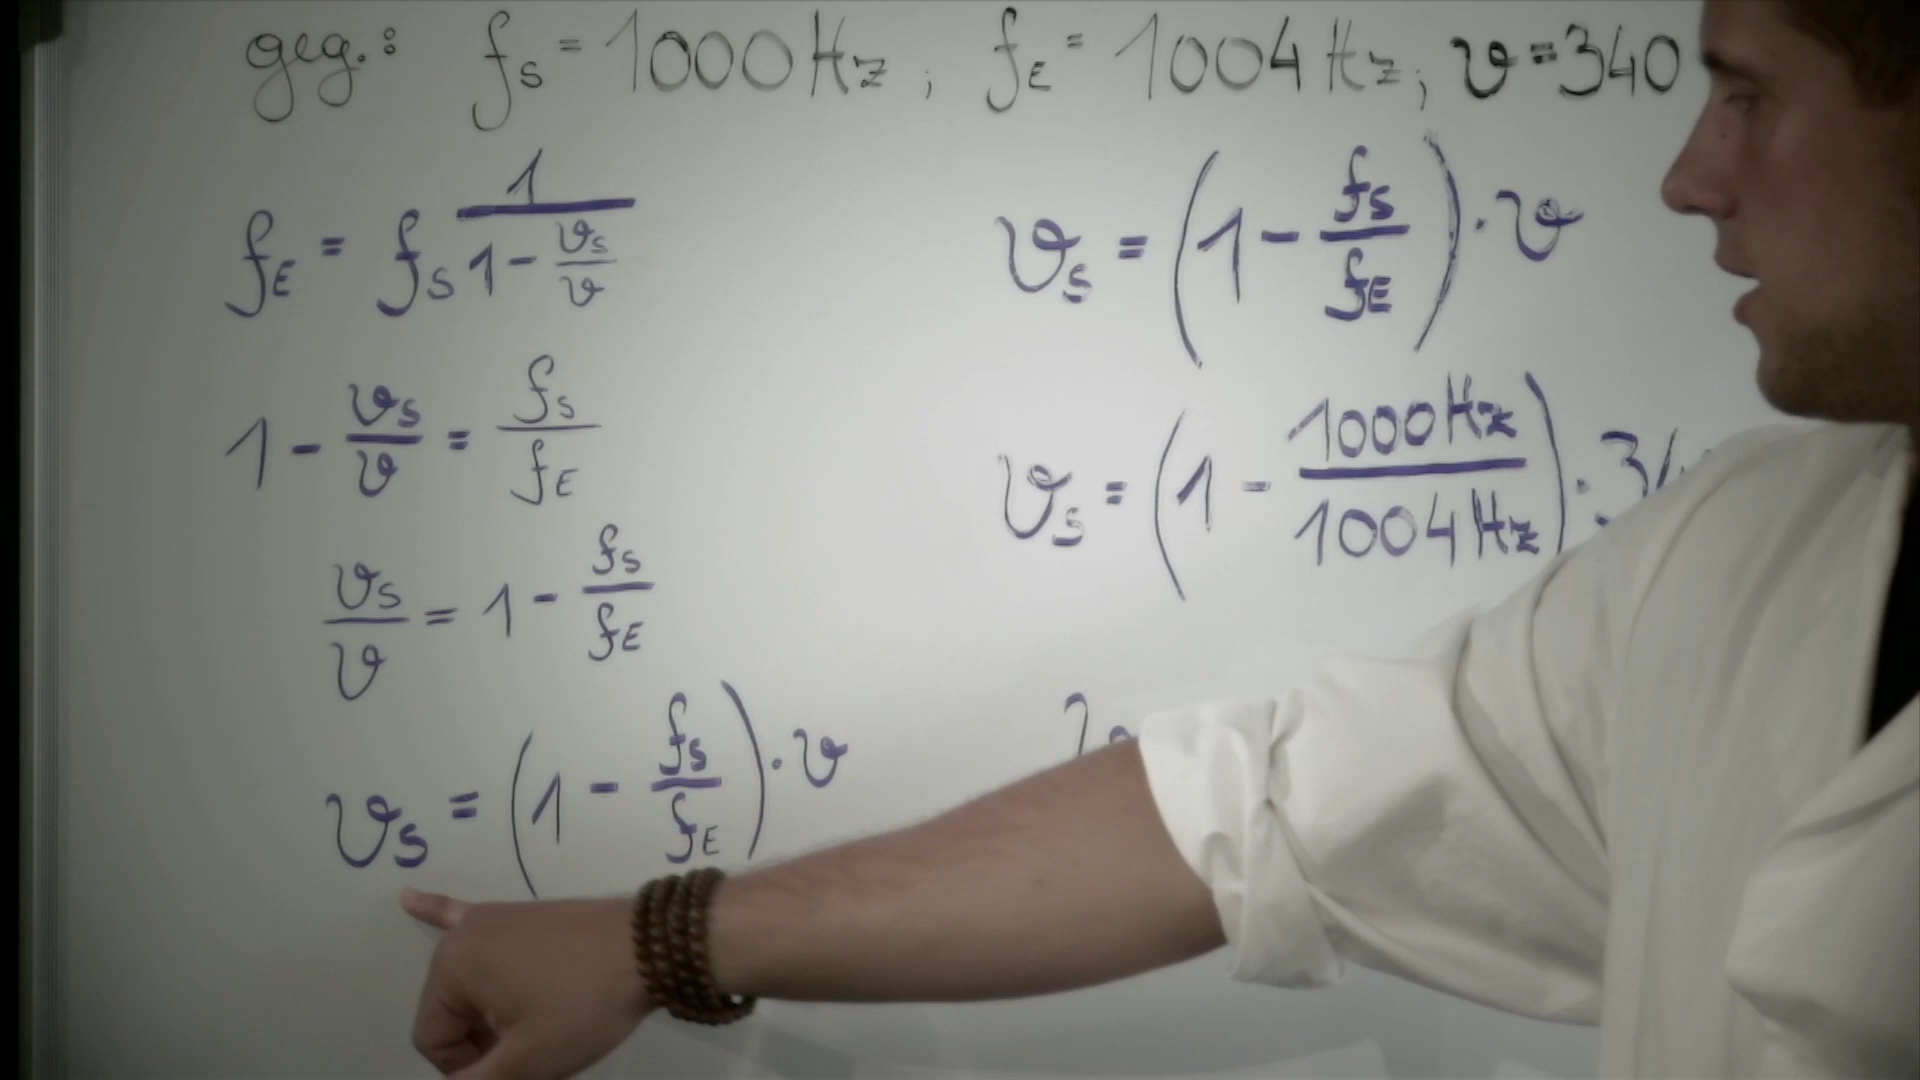 geg.: fS = 1000 Hz ; fE = 1004 Hz ; v = 340
fE = fS 1/(1 - vS/v)
1 - vS/v = fS/fE
vS/v = 1 - fS/fE
vS = (1 - fS/fE) · v
vS = (1 - fS/fE) · v
vS = (1 - 1000 Hz/1004 Hz) · 34